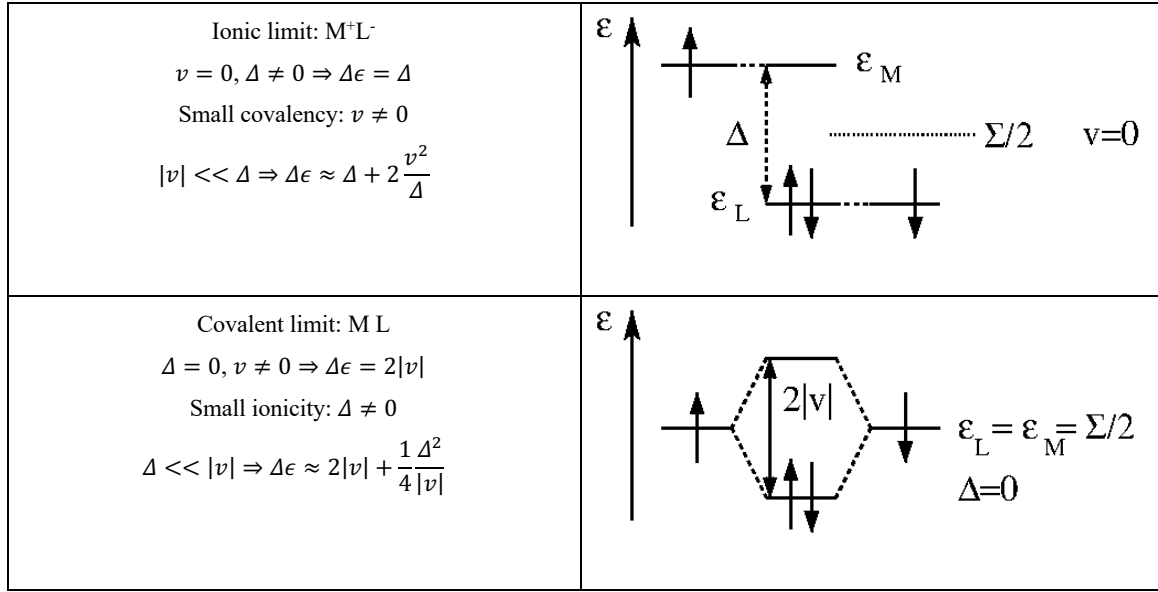 Ionic limit: M⁺L⁻
𝑣 = 0, 𝛥 ≠ 0 ⇒ 𝛥𝜖 = 𝛥
Small covalency: 𝑣 ≠ 0
|𝑣| << 𝛥 ⇒ 𝛥𝜖 ≈ 𝛥 + 2 𝑣²/𝛥
ε
ε_M
Δ
Σ/2 v=0
ε_L
Covalent limit: M L
𝛥 = 0, 𝑣 ≠ 0 ⇒ 𝛥𝜖 = 2|𝑣|
Small ionicity: 𝛥 ≠ 0
𝛥 << |𝑣| ⇒ 𝛥𝜖 ≈ 2|𝑣| + 1/4 𝛥²/|𝑣|
ε
2|v|
ε_L = ε_M = Σ/2
Δ=0